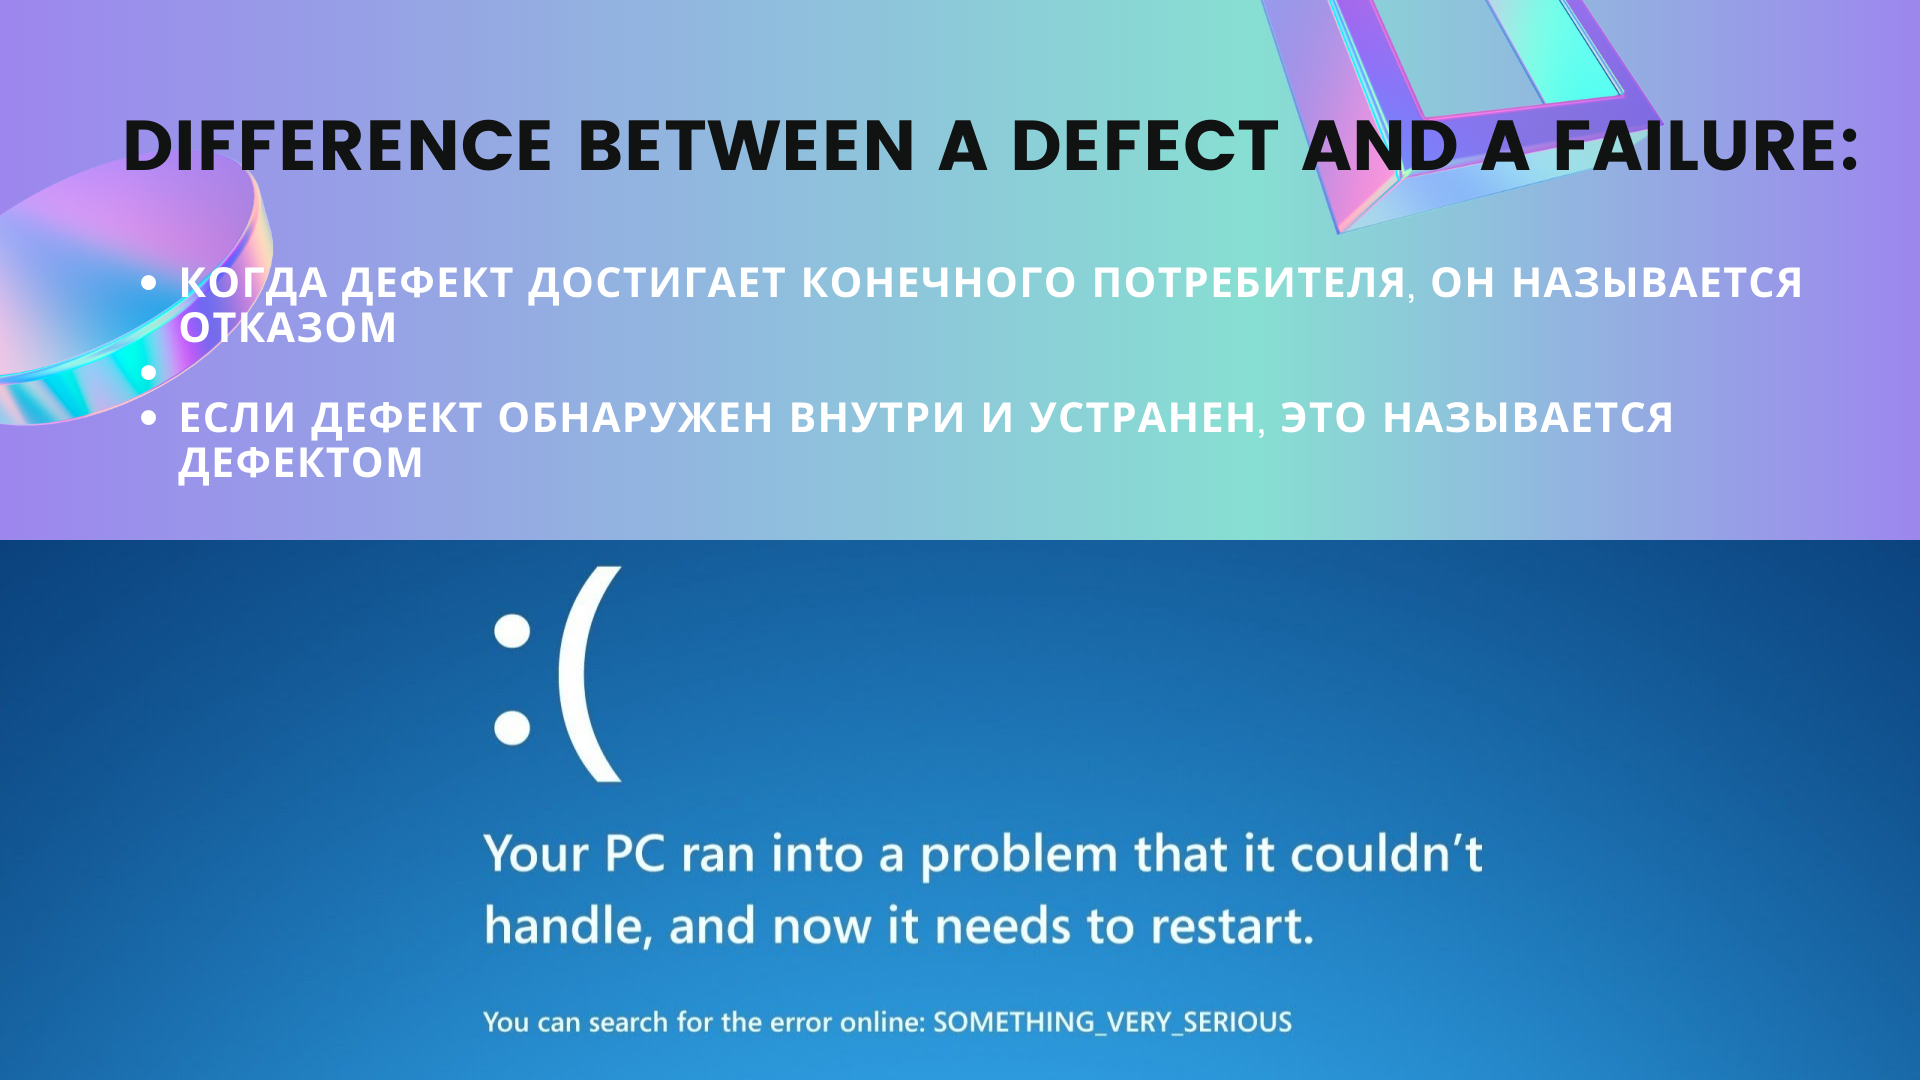 DIFFERENCE BETWEEN A DEFECT AND A FAILURE:
• КОГДА ДЕФЕКТ ДОСТИГАЕТ КОНЕЧНОГО ПОТРЕБИТЕЛЯ, ОН НАЗЫВАЕТСЯ
ОТКАЗОМ
•
• ЕСЛИ ДЕФЕКТ ОБНАРУЖЕН ВНУТРИ И УСТРАНЕН, ЭТО НАЗЫВАЕТСЯ
ДЕФЕКТОМ
:(
Your PC ran into a problem that it couldn’t
handle, and now it needs to restart.
You can search for the error online: SOMETHING_VERY_SERIOUS